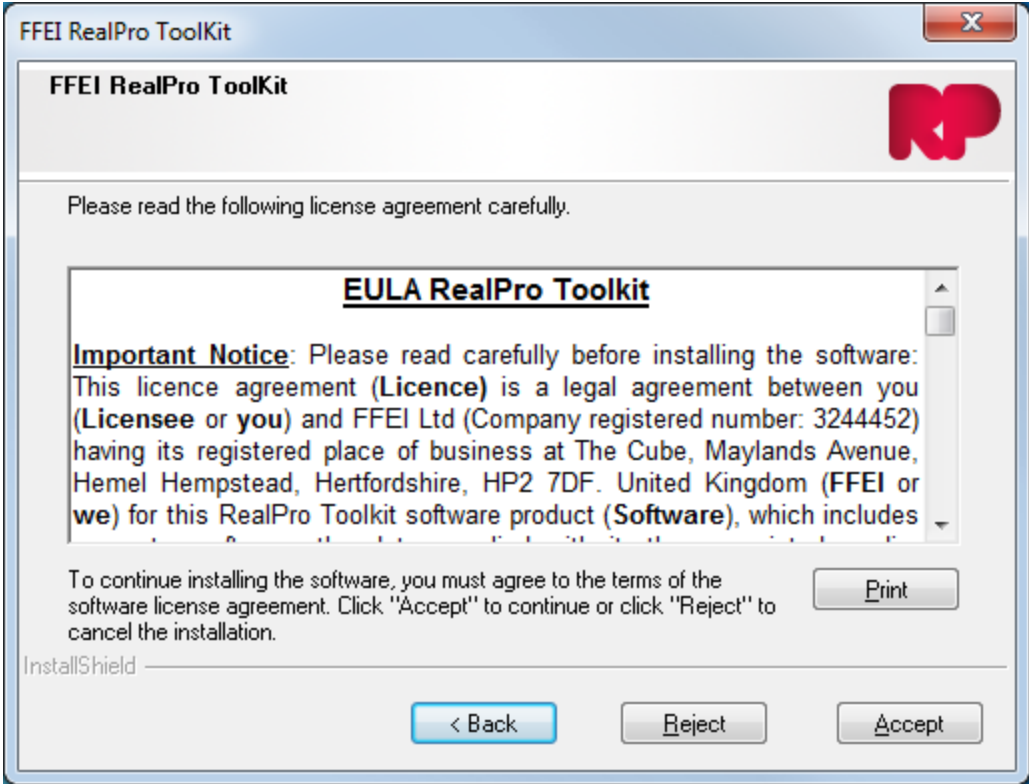 FFEI RealPro ToolKit
FFEI RealPro ToolKit
RP
Please read the following license agreement carefully.
EULA RealPro Toolkit
Important Notice: Please read carefully before installing the software:
This licence agreement (Licence) is a legal agreement between you
(Licensee or you) and FFEI Ltd (Company registered number: 3244452)
having its registered place of business at The Cube, Maylands Avenue,
Hemel Hempstead, Hertfordshire, HP2 7DF. United Kingdom (FFEI or
we) for this RealPro Toolkit software product (Software), which includes
To continue installing the software, you must agree to the terms of the
software license agreement. Click "Accept" to continue or click "Reject" to
cancel the installation.
Print
InstallShield
< Back
Reject
Accept